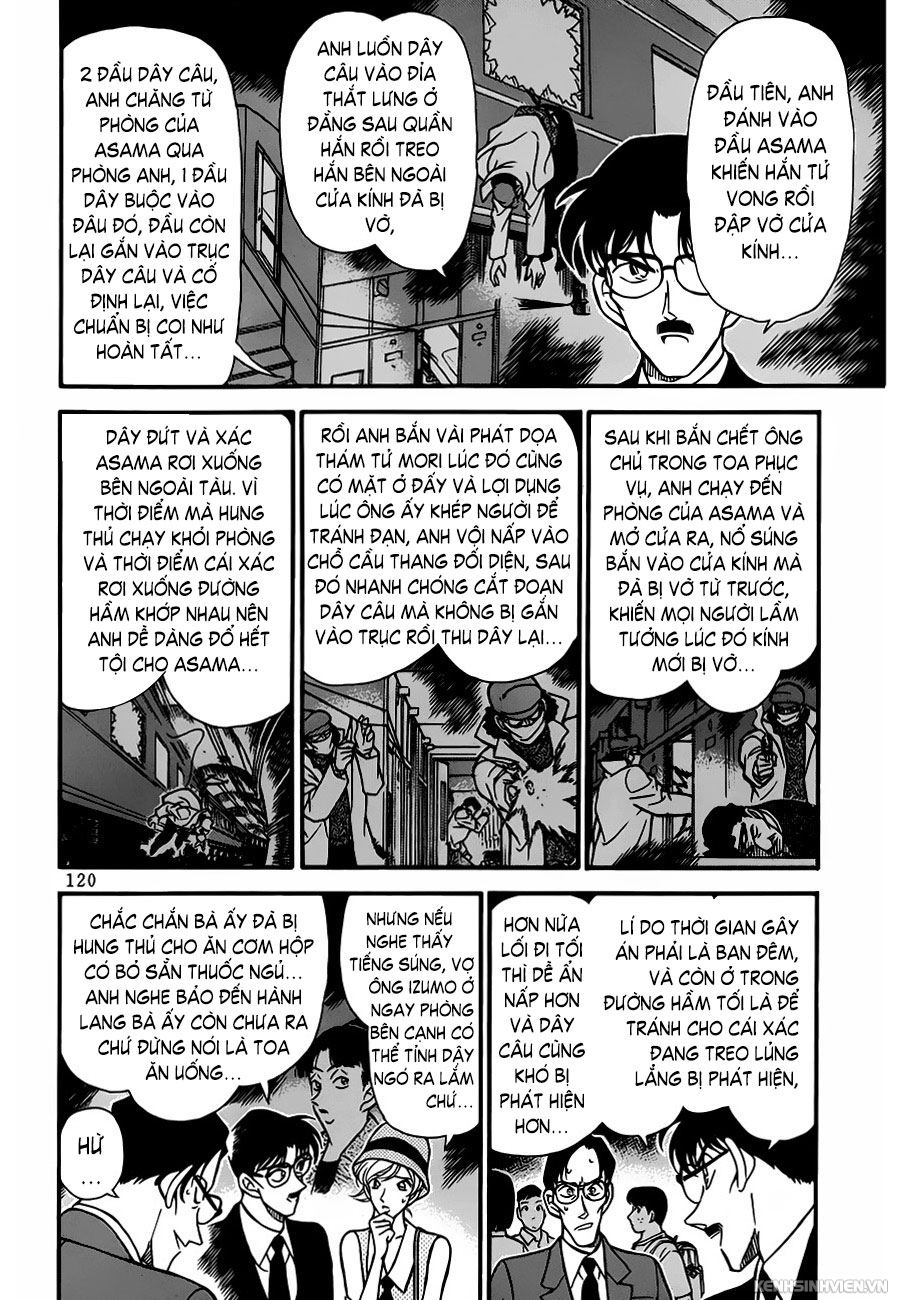 ĐẦU TIÊN, ANH
ĐÁNH VÀO
ĐẦU ASAMA
KHIẾN HẮN TỬ
VONG RỒI
ĐẬP VỠ CỬA
KÍNH...
ANH LUỒN DÂY
CÂU VÀO ĐỈA
THẮT LƯNG Ở
ĐẰNG SAU QUẦN
HẮN RỒI TREO
HẮN BÊN NGOÀI
CỬA KÍNH ĐÃ BỊ
VỠ,
2 ĐẦU DÂY CÂU,
ANH CHĂNG TỪ
PHÒNG CỦA
ASAMA QUA
PHÒNG ANH, 1 ĐẦU
DÂY BUỘC VÀO
ĐÂU ĐÓ, ĐẦU CÒN
LẠI GẮN VÀO TRỤC
DÂY CÂU VÀ CỐ
ĐỊNH LẠI, VIỆC
CHUẨN BỊ COI NHƯ
HOÀN TẤT...
SAU KHI BẮN CHẾT ÔNG
CHỦ TRONG TOA PHỤC
VỤ, ANH CHẠY ĐẾN
PHÒNG CỦA ASAMA VÀ
MỞ CỬA RA, NỔ SÚNG
BẮN VÀO CỬA KÍNH MÀ
ĐÃ BỊ VỠ TỪ TRƯỚC,
KHIẾN MỌI NGƯỜI LẦM
TƯỞNG LÚC ĐÓ KÍNH
MỚI BỊ VỠ...
RỒI ANH BẮN VÀI PHÁT DỌA
THÁM TỬ MORI LÚC ĐÓ CŨNG
CÓ MẶT Ở ĐẤY VÀ LỢI DỤNG
LÚC ÔNG ẤY KHÉP NGƯỜI ĐỂ
TRÁNH ĐẠN, ANH VỘI NẤP VÀO
CHỖ CẦU THANG ĐỐI DIỆN, SAU
ĐÓ NHANH CHÓNG CẮT ĐOẠN
DÂY CÂU MÀ KHÔNG BỊ GẮN
VÀO TRỤC RỒI THU DÂY LẠI...
DÂY ĐỨT VÀ XÁC
ASAMA RƠI XUỐNG
BÊN NGOÀI TÀU. VÌ
THỜI ĐIỂM MÀ HUNG
THỦ CHẠY KHỎI PHÒNG
VÀ THỜI ĐIỂM CÁI XÁC
RƠI XUỐNG ĐƯỜNG
HẦM KHỚP NHAU NÊN
ANH DỄ DÀNG ĐỔ HẾT
TỘI CHO ASAMA...
120
LÍ DO THỜI GIAN GÂY
ÁN PHẢI LÀ BAN ĐÊM,
VÀ CÒN Ở TRONG
ĐƯỜNG HẦM TỐI LÀ ĐỂ
TRÁNH CHO CÁI XÁC
ĐANG TREO LỦNG
LẲNG BỊ PHÁT HIỆN,
HƠN NỮA
LỐI ĐI TỐI
THÌ DỄ ẨN
NẤP HƠN
VÀ DÂY
CÂU CŨNG
KHÓ BỊ
PHÁT HIỆN
HƠN...
NHƯNG NẾU
NGHE THẤY
TIẾNG SÚNG, VỢ
ÔNG IZUMO Ở
NGAY PHÒNG
BÊN CẠNH CÓ
THỂ TỈNH DẬY
NGÓ RA LẮM
CHỨ...
CHẮC CHẮN BÀ ẤY ĐÃ BỊ
HUNG THỦ CHO ĂN CƠM HỘP
CÓ BỎ SẴN THUỐC NGỦ...
ANH NGHE BẢO ĐẾN HÀNH
LANG BÀ ẤY CÒN CHƯA RA
CHỨ ĐỪNG NÓI LÀ TOA
ĂN UỐNG...
HỪ
...
KENHSINHVIEN.VN